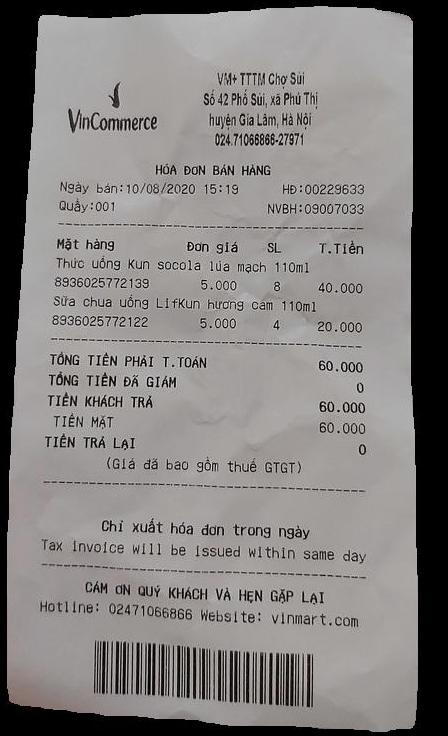 VinCommerce
VM+ TTTM Chợ Sủi
Số 42 Phố Sủi, xã Phú Thị
huyện Gia Lâm, Hà Nội
024.71066866-27971
HÓA ĐƠN BÁN HÀNG
Ngày bán:10/08/2020 15:19 HĐ:00229633
Quầy:001 NVBH:09007033
Mặt hàng Đơn giá SL T.Tiền
Thức uống Kun socola lúa mạch 110ml
8936025772139 5.000 8 40.000
Sữa chua uống LifKun hương cam 110ml
8936025772122 5.000 4 20.000
TỔNG TIỀN PHẢI T.TOÁN 60.000
TỔNG TIỀN ĐÃ GIẢM 0
TIỀN KHÁCH TRẢ 60.000
TIỀN MẶT 60.000
TIỀN TRẢ LẠI 0
(Giá đã bao gồm thuế GTGT)
Chỉ xuất hóa đơn trong ngày
Tax invoice will be issued within same day
CẢM ƠN QUÝ KHÁCH VÀ HẸN GẶP LẠI
Hotline: 02471066866 Website: vinmart.com